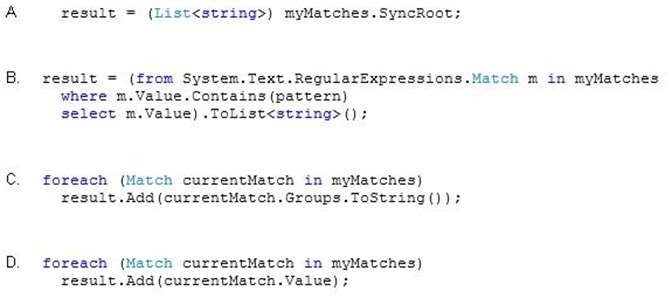 A result = (List<string>) myMatches.SyncRoot;
B. result = (from System.Text.RegularExpressions.Match m in myMatches
where m.Value.Contains(pattern)
select m.Value).ToList<string>();
C. foreach (Match currentMatch in myMatches)
result.Add(currentMatch.Groups.ToString());
D. foreach (Match currentMatch in myMatches)
result.Add(currentMatch.Value);